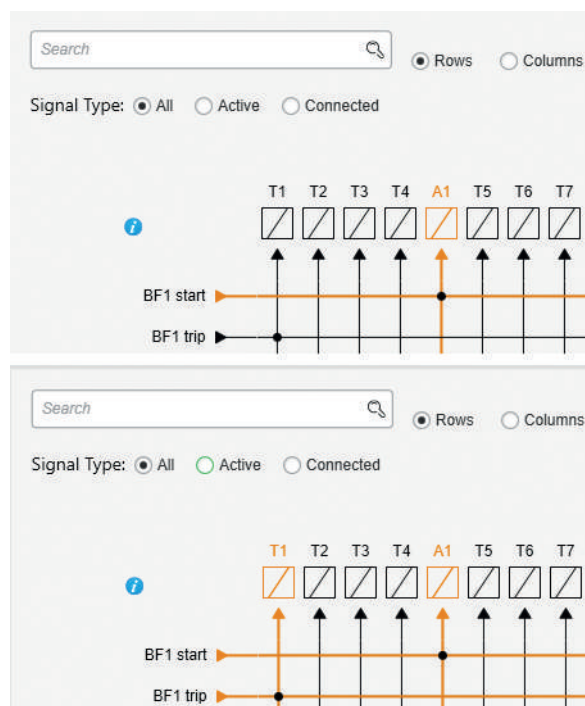 Search
Rows Columns
Signal Type: All Active Connected
T1 T2 T3 T4 A1 T5 T6 T7
i
BF1 start
BF1 trip
Search
Rows Columns
Signal Type: All Active Connected
T1 T2 T3 T4 A1 T5 T6 T7
i
BF1 start
BF1 trip